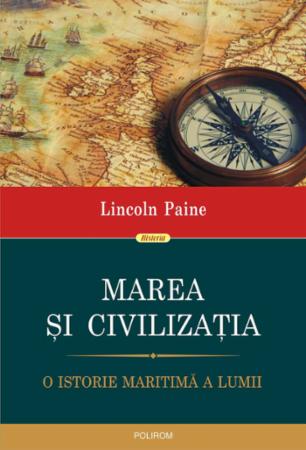 Lincoln Paine
Historia
MAREA
ȘI CIVILIZAȚIA
O ISTORIE MARITIMĂ A LUMII
POLIROM